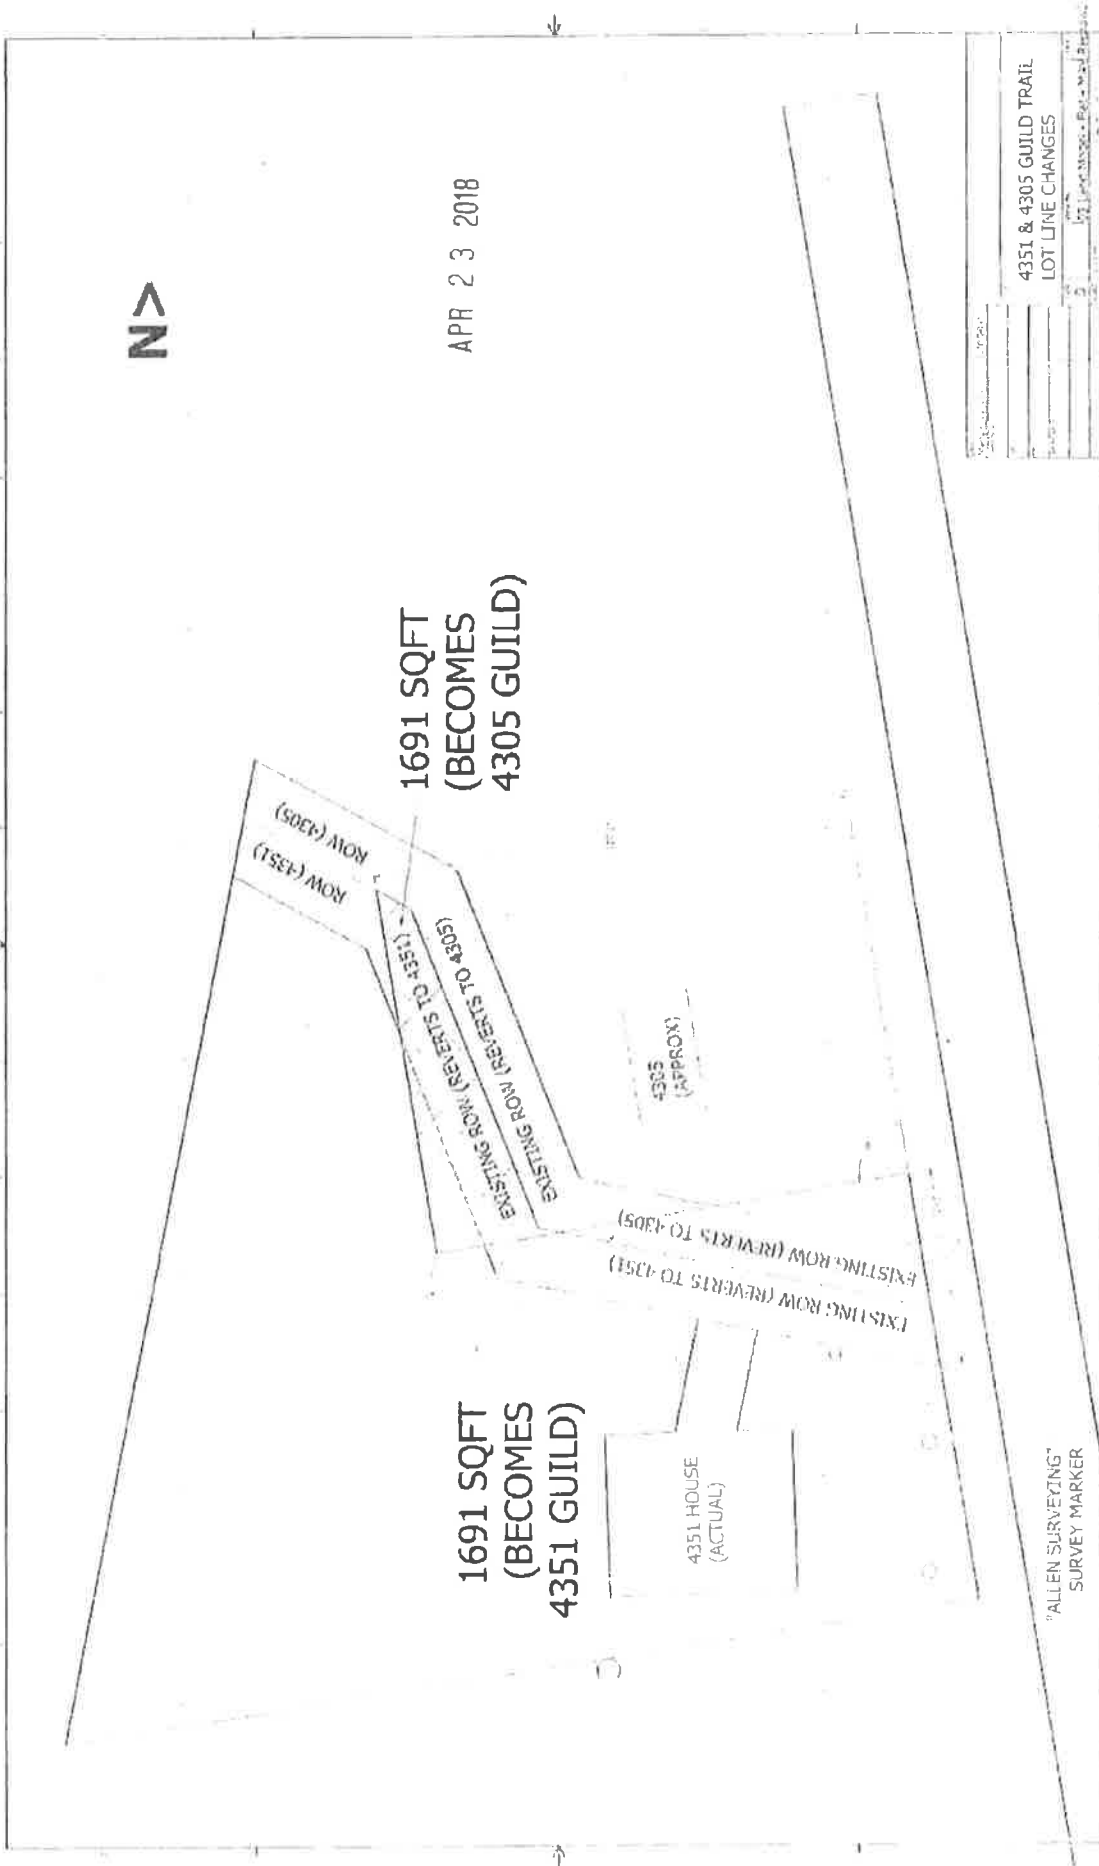 N>
APR 23 2018
1691 SQFT
(BECOMES
4305 GUILD)
ROW (4305)
ROW (4351)
EXISTING ROW (REVERTS TO 4351)
EXISTING ROW (REVERTS TO 4305)
4305
(APPROX)
EXISTING ROW (REVERTS TO 4305)
EXISTING ROW (REVERTS TO 4351)
1691 SQFT
(BECOMES
4351 GUILD)
4351 HOUSE
(ACTUAL)
"ALLEN SURVEYING"
SURVEY MARKER
4351 & 4305 GUILD TRAIL
LOT LINE CHANGES